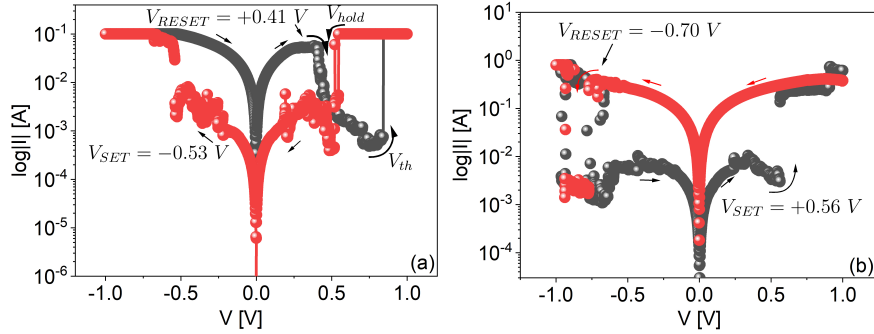 V_RESET = +0.41 V
V_hold
V_SET = −0.53 V
V_th
(a)
log|I| [A]
10^-1
10^-2
10^-3
10^-4
10^-5
10^-6
-1.0 -0.5 0.0 0.5 1.0
V [V]
V_RESET = −0.70 V
V_SET = +0.56 V
(b)
log|I| [A]
10^1
10^0
10^-1
10^-2
10^-3
10^-4
-1.0 -0.5 0.0 0.5 1.0
V [V]